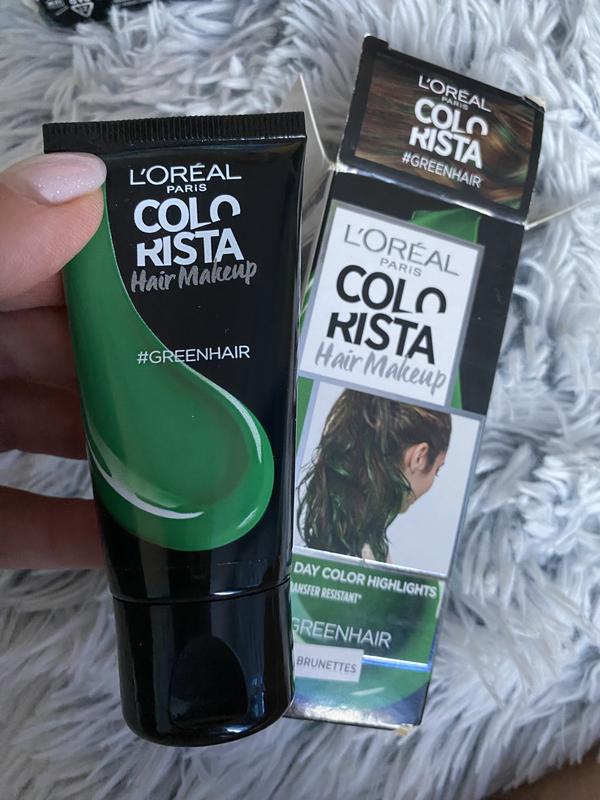 L'ORÉAL
PARIS
COLO
RISTA
Hair Makeup
#GREENHAIR
L'ORÉAL
PARIS
COLO
RISTA
#GREENHAIR
L'ORÉAL
PARIS
COLO
RISTA
Hair Makeup
DAY COLOR HIGHLIGHTS
RESISTANT*
GREENHAIR
BRUNETTES